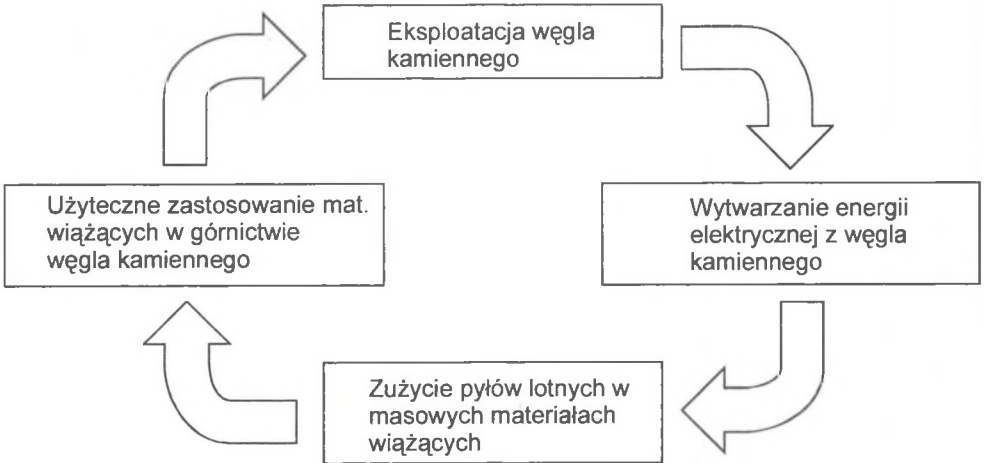 Eksploatacja węgla
kamiennego
Wytwarzanie energii
elektrycznej z węgla
kamiennego
Zużycie pyłów lotnych w
masowych materiałach
wiążących
Użyteczne zastosowanie mat.
wiążących w górnictwie
węgla kamiennego